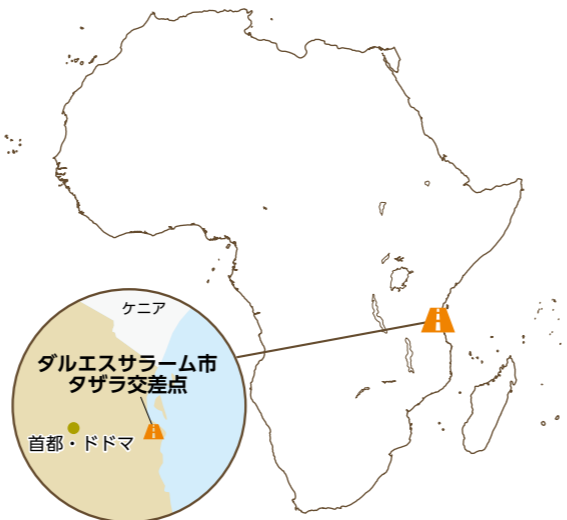 ケニア
ダルエスサラーム市
タザラ交差点
首都・ドドマ